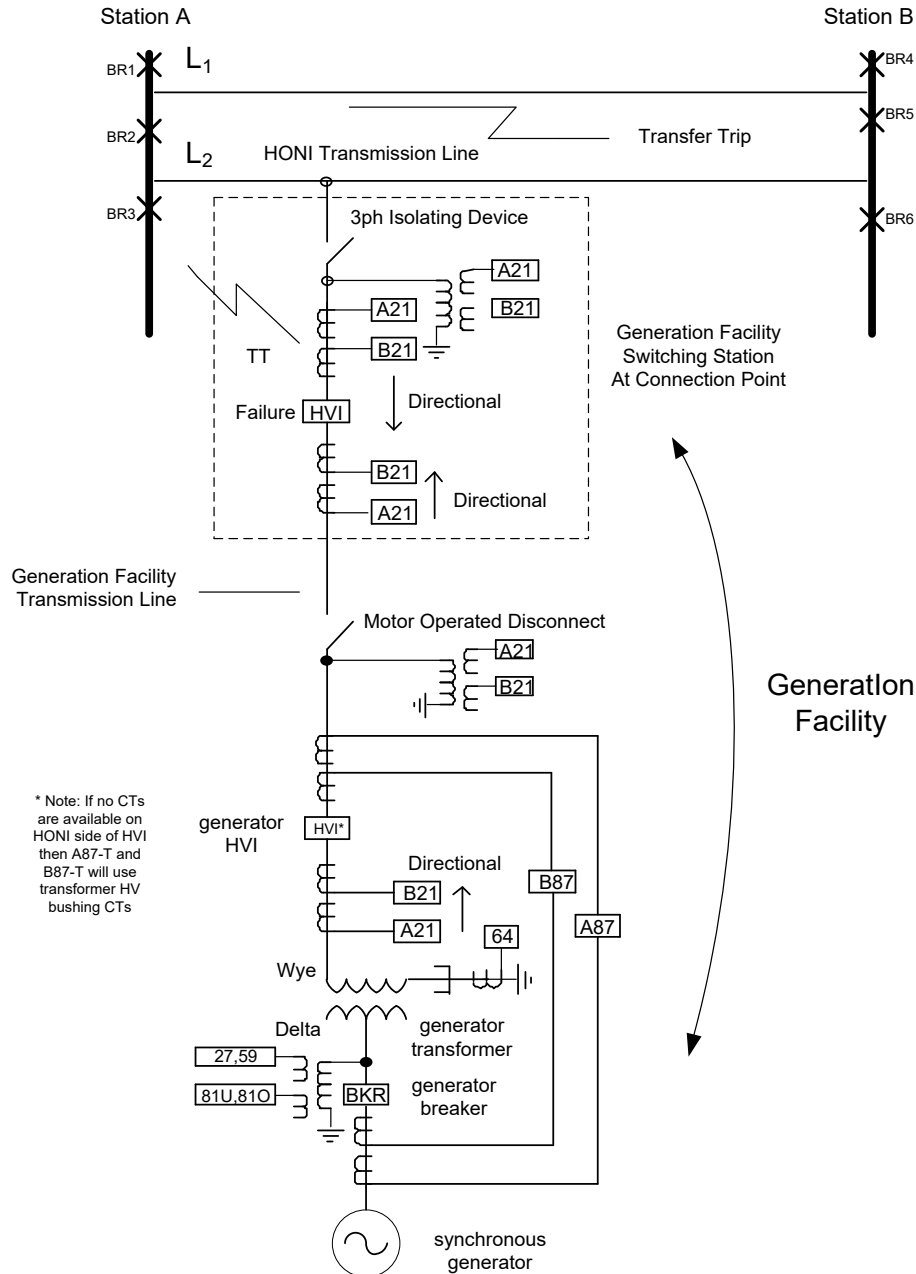 Station A
Station B
BR1
L1
BR4
BR5
BR2
Transfer Trip
L2
HONI Transmission Line
BR3
BR6
3ph Isolating Device
A21
A21
B21
B21
TT
Generation Facility
Switching Station
At Connection Point
Failure
HVI
Directional
B21
A21
Directional
Generation Facility
Transmission Line
Motor Operated Disconnect
A21
B21
GeneratIon
Facility
* Note: If no CTs
are available on
HONI side of HVI
then A87-T and
B87-T will use
transformer HV
bushing CTs
generator
HVI
HVI*
Directional
B21
A21
B87
A87
64
Wye
Delta
generator
transformer
27,59
81U,81O
BKR
generator
breaker
synchronous
generator